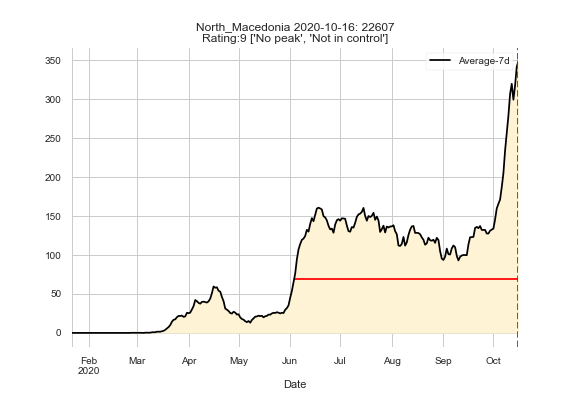 North_Macedonia 2020-10-16: 22607
Rating:9 ['No peak', 'Not in control']
Average-7d
350
300
250
200
150
100
50
0
Feb Mar Apr May Jun Jul Aug Sep Oct
2020
Date